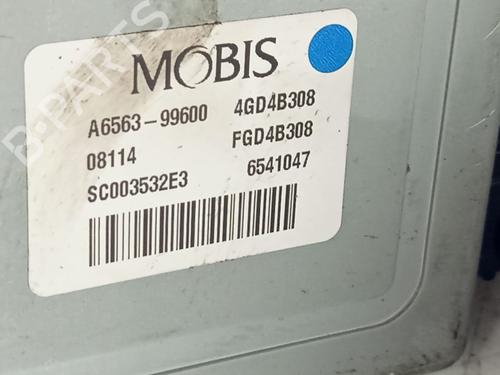 MOBIS
A6563-99600 4GD4B308
08114 FGD4B308
SC003532E3 6541047
B-PARTS